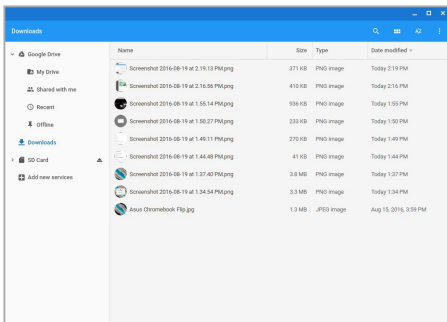 Downloads
Google Drive
My Drive
Shared with me
Recent
Offline
Downloads
SD Card
Add new services
Name Size Type Date modified
Screenshot 2016-08-19 at 2.19.13 PM.png 371 KB PNG image Today 2:19 PM
Screenshot 2016-08-19 at 2.16.56 PM.png 410 KB PNG image Today 2:16 PM
Screenshot 2016-08-19 at 1.55.14 PM.png 936 KB PNG image Today 1:55 PM
Screenshot 2016-08-19 at 1.50.27 PM.png 233 KB PNG image Today 1:50 PM
Screenshot 2016-08-19 at 1.49.11 PM.png 270 KB PNG image Today 1:49 PM
Screenshot 2016-08-19 at 1.44.48 PM.png 41 KB PNG image Today 1:44 PM
Screenshot 2016-08-19 at 1.37.40 PM.png 3.8 MB PNG image Today 1:37 PM
Screenshot 2016-08-19 at 1.34.54 PM.png 3.3 MB PNG image Today 1:34 PM
Asus Chromebook Flip.jpg 1.3 MB JPEG image Aug 15, 2016, 3:59 PM